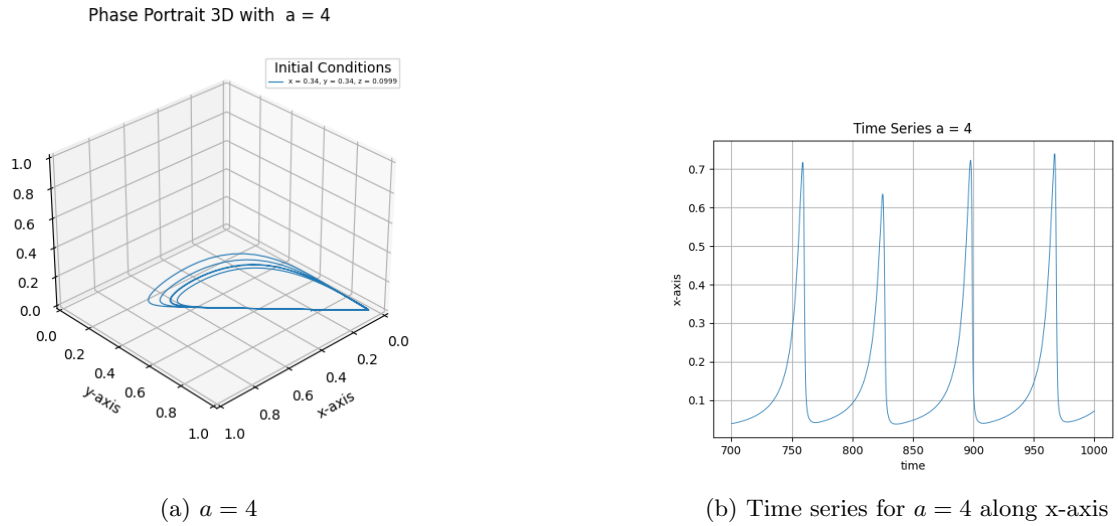 Phase Portrait 3D with a = 4
Initial Conditions
x = 0.34, y = 0.34, z = 0.0999
1.0
0.8
0.6
0.4
0.2
0.0
0.0
0.2
0.4
0.6
0.8
1.0
y-axis
0.0
0.2
0.4
0.6
0.8
1.0
x-axis
(a) a = 4
Time Series a = 4
0.7
0.6
0.5
0.4
0.3
0.2
0.1
x-axis
700 750 800 850 900 950 1000
time
(b) Time series for a = 4 along x-axis